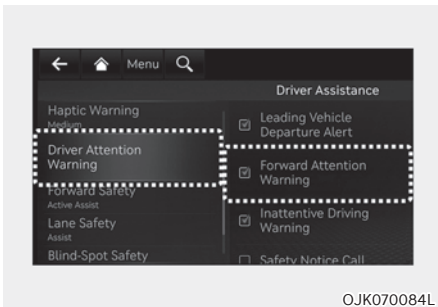 Menu
Driver Assistance
Haptic Warning
Medium
Driver Attention
Warning
Forward Safety
Active Assist
Lane Safety
Assist
Blind-Spot Safety
Leading Vehicle
Departure Alert
Forward Attention
Warning
Inattentive Driving
Warning
Safety Notice Call
OJK070084L